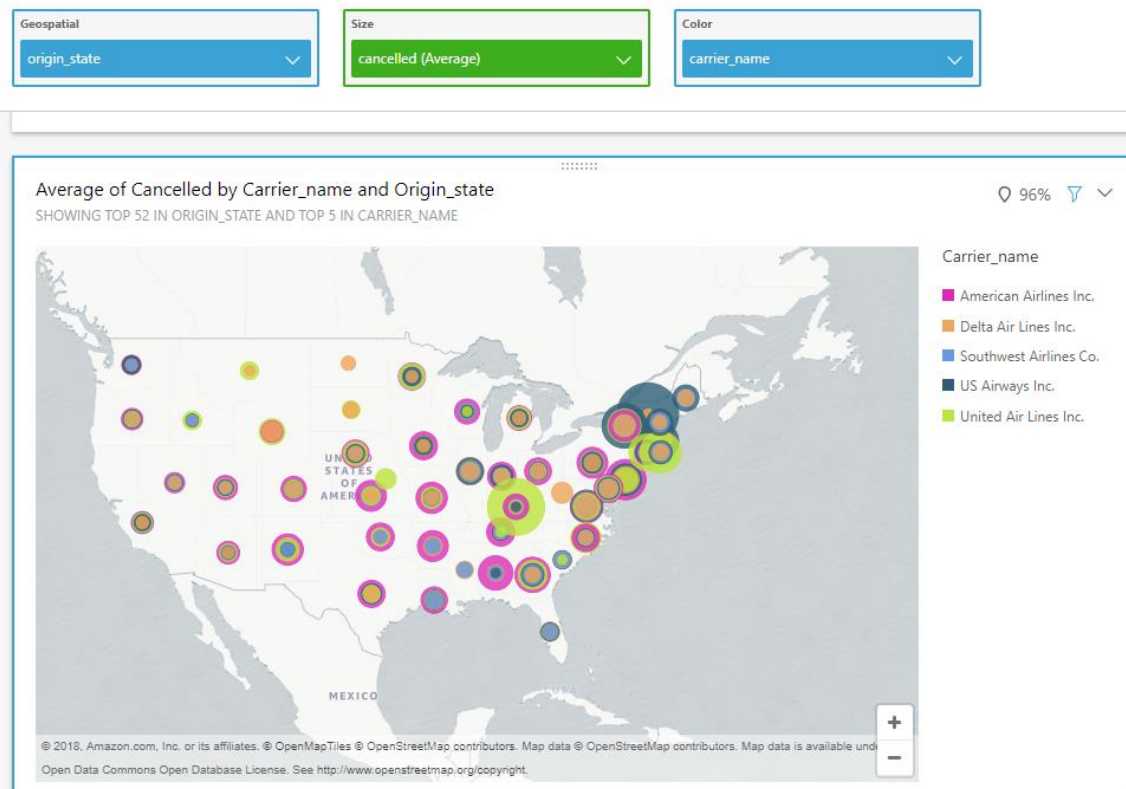 Geospatial
Size
Color
origin_state
cancelled (Average)
carrier_name
Average of Cancelled by Carrier_name and Origin_state
SHOWING TOP 52 IN ORIGIN_STATE AND TOP 5 IN CARRIER_NAME
96%
Carrier_name
American Airlines Inc.
Delta Air Lines Inc.
Southwest Airlines Co.
US Airways Inc.
United Air Lines Inc.
STATES
OF
MEXICO
+
−
© 2018, Amazon.com, Inc. or its affiliates. © OpenMapTiles © OpenStreetMap contributors. Map data © OpenStreetMap contributors. Map data is available unde
Open Data Commons Open Database License. See http://www.openstreetmap.org/copyright.